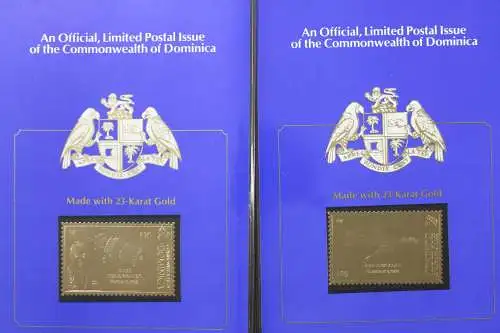 An Official, Limited Postal Issue
of the Commonwealth of Dominica
Made with 23-Karat Gold
An Official, Limited Postal Issue
of the Commonwealth of Dominica
Made with 23-Karat Gold